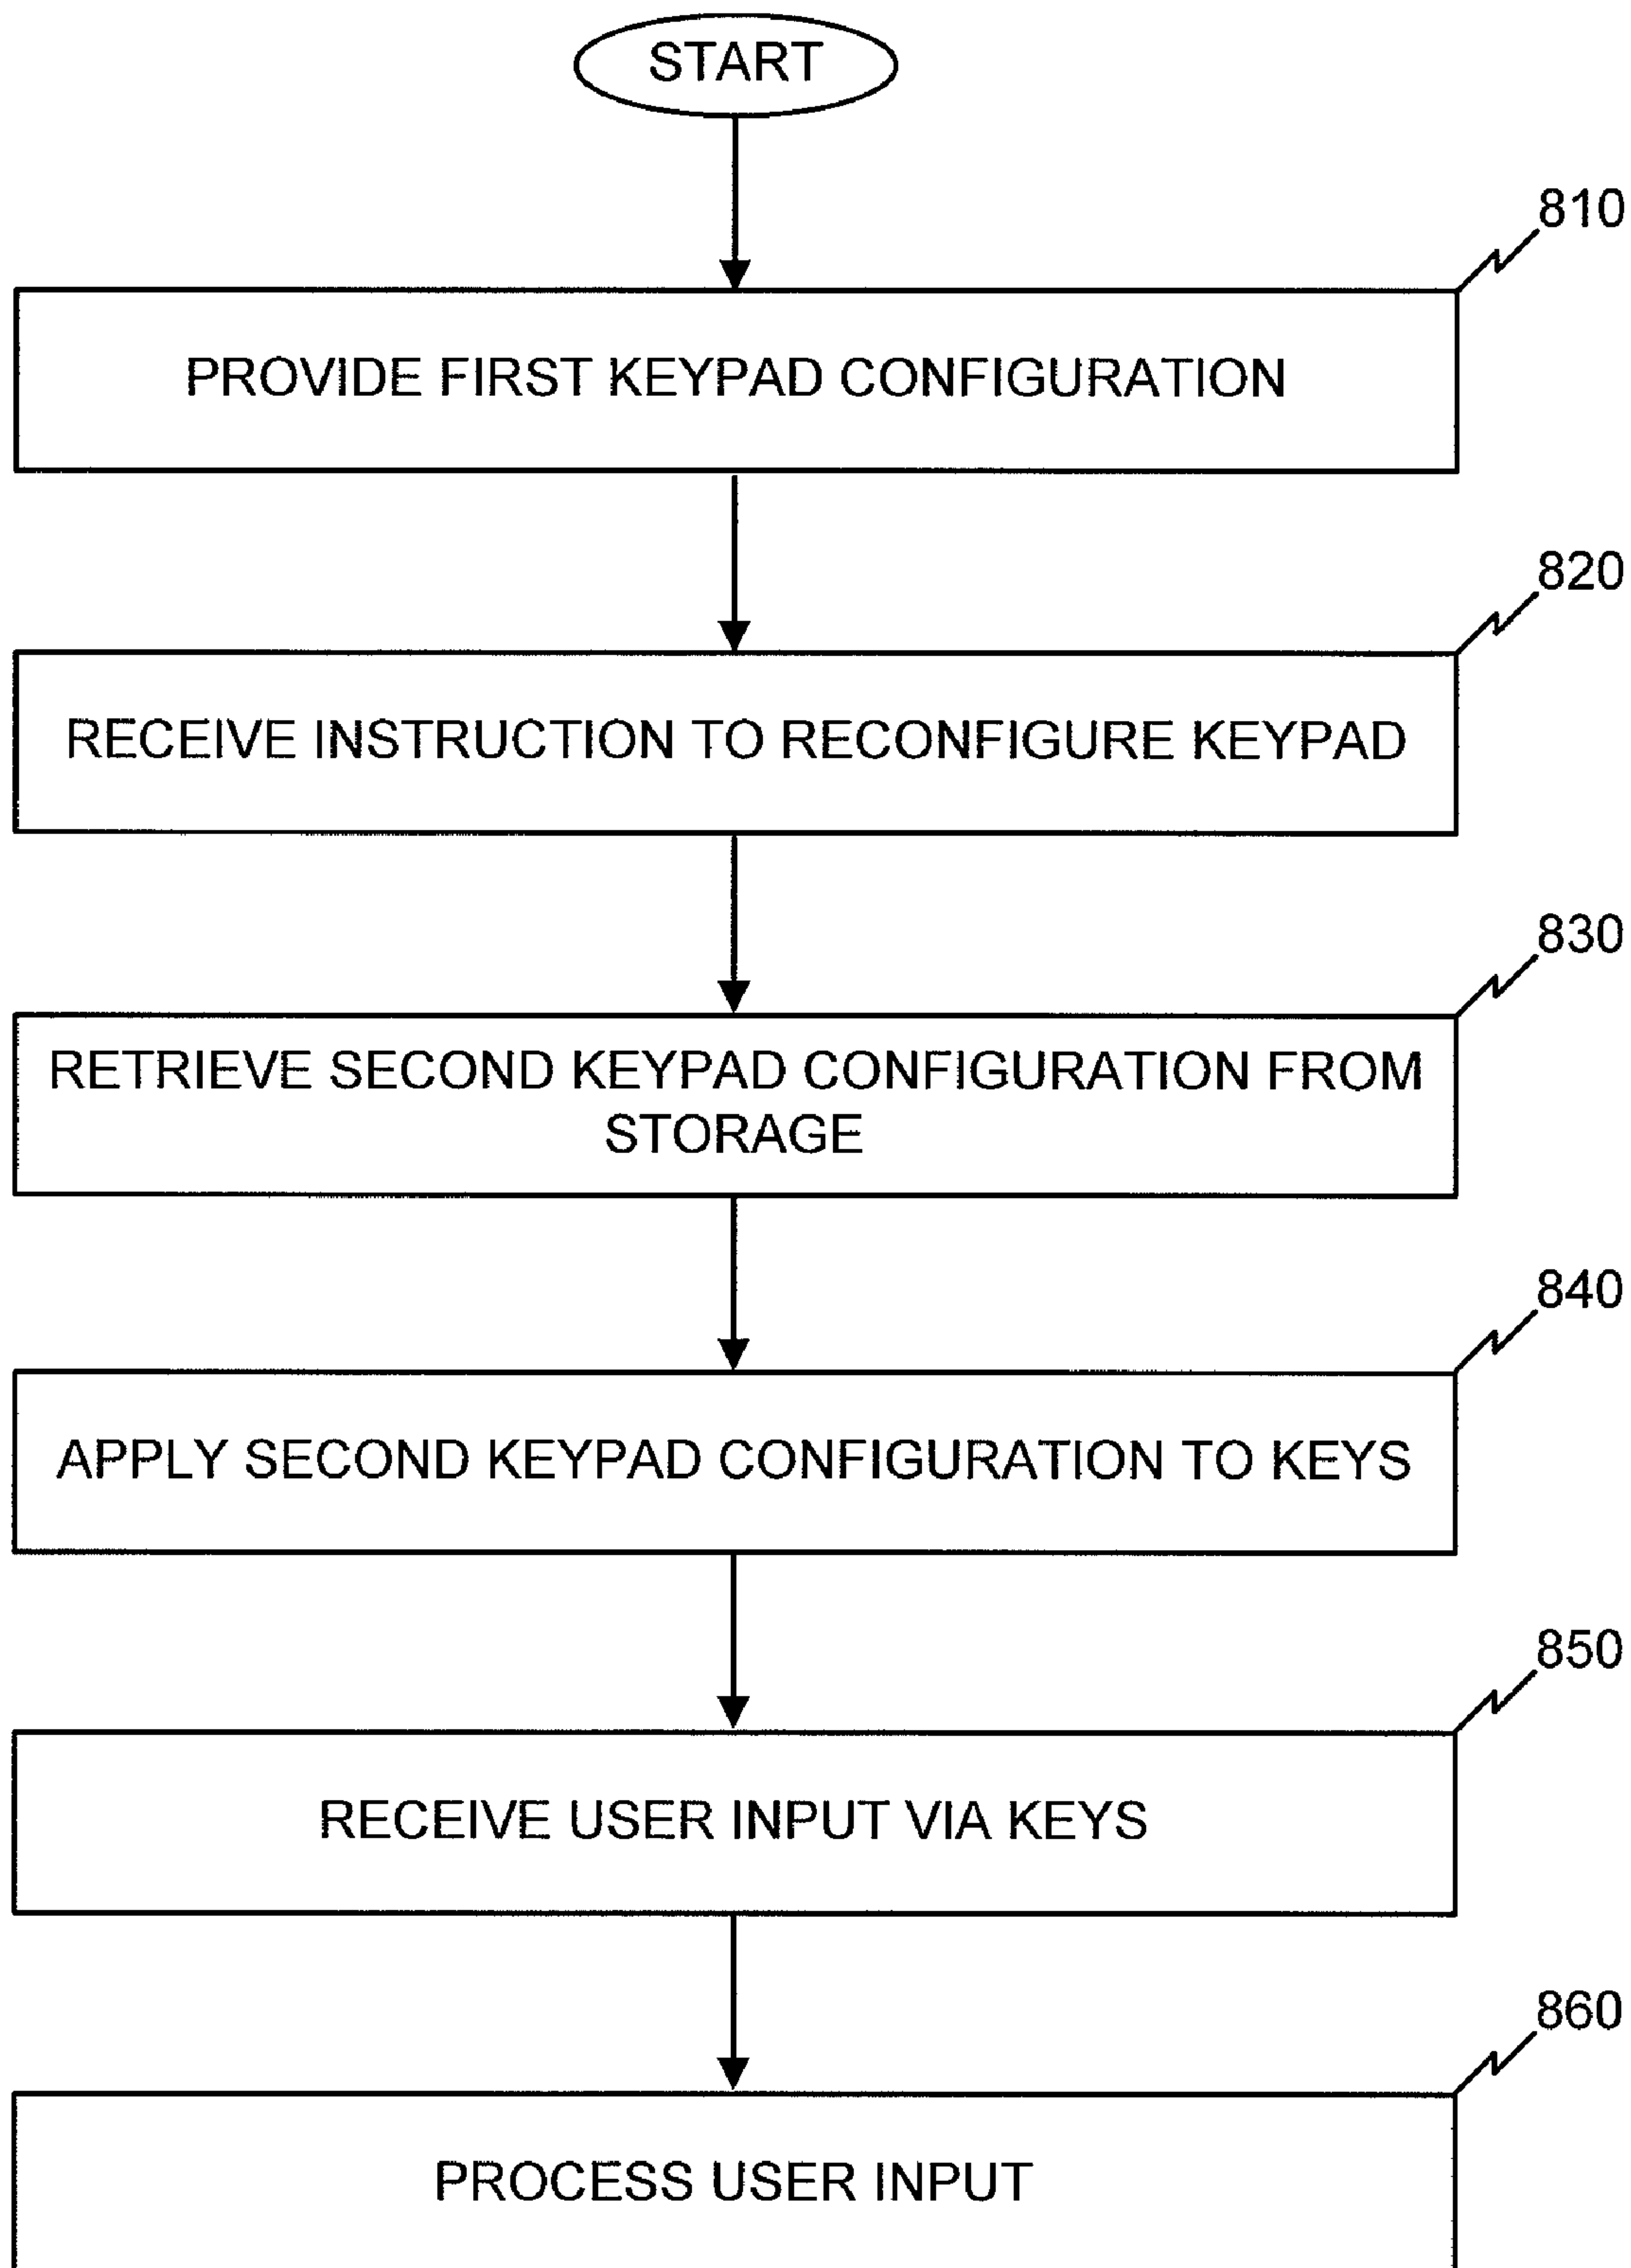 START
810
PROVIDE FIRST KEYPAD CONFIGURATION
820
RECEIVE INSTRUCTION TO RECONFIGURE KEYPAD
830
RETRIEVE SECOND KEYPAD CONFIGURATION FROM
STORAGE
840
APPLY SECOND KEYPAD CONFIGURATION TO KEYS
850
RECEIVE USER INPUT VIA KEYS
860
PROCESS USER INPUT